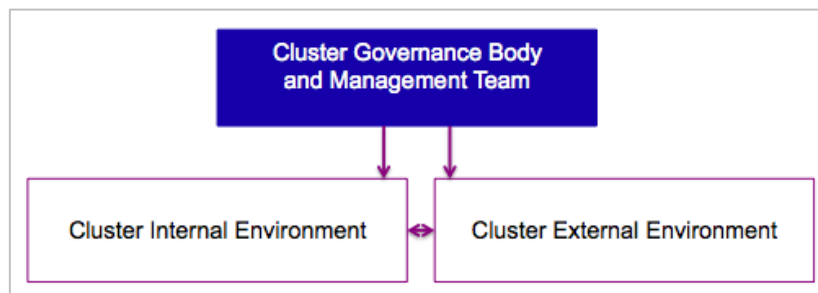 Cluster Governance Body
and Management Team
Cluster Internal Environment
Cluster External Environment